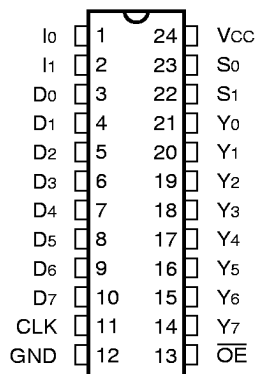 I0 1 24 VCC
I1 2 23 S0
D0 3 22 S1
D1 4 21 Y0
D2 5 20 Y1
D3 6 19 Y2
D4 7 18 Y3
D5 8 17 Y4
D6 9 16 Y5
D7 10 15 Y6
CLK 11 14 Y7
GND 12 13 O̅E̅